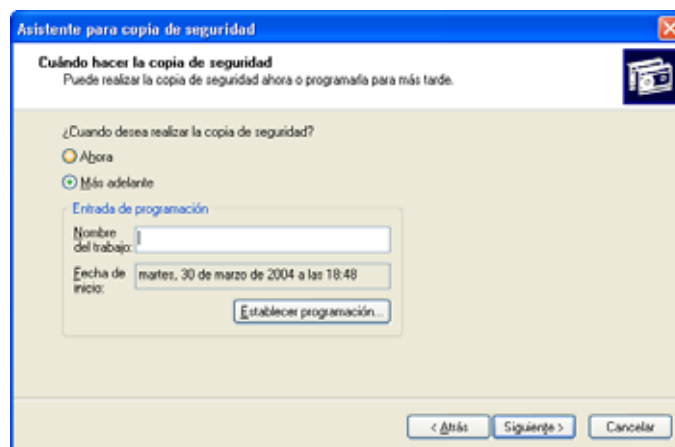 Asistente para copia de seguridad
Cuándo hacer la copia de seguridad
Puede realizar la copia de seguridad ahora o programarla para más tarde.
¿Cuando desea realizar la copia de seguridad?
Ahora
Más adelante
Entrada de programación
Nombre
del trabajo:
Fecha de
inicio:
martes, 30 de marzo de 2004 a las 18:48
Establecer programación...
< Atrás
Siguiente >
Cancelar